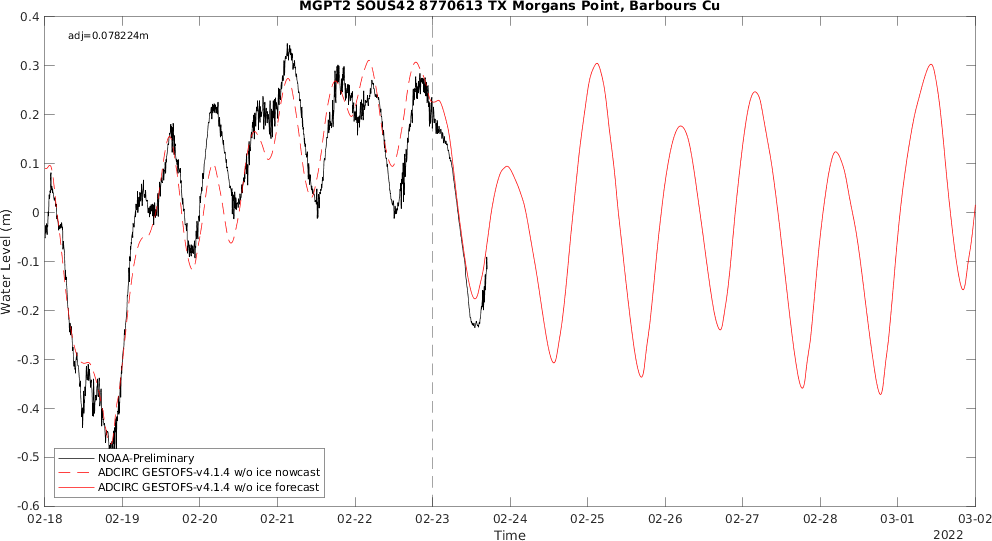 MGPT2 SOUS42 8770613 TX Morgans Point, Barbours Cu
adj=0.078224m
0.4
0.3
0.2
0.1
0
-0.1
-0.2
-0.3
-0.4
-0.5
-0.6
Water Level (m)
NOAA-Preliminary
ADCIRC GESTOFS-v4.1.4 w/o ice nowcast
ADCIRC GESTOFS-v4.1.4 w/o ice forecast
02-18 02-19 02-20 02-21 02-22 02-23 02-24 02-25 02-26 02-27 02-28 03-01 03-02
Time
2022